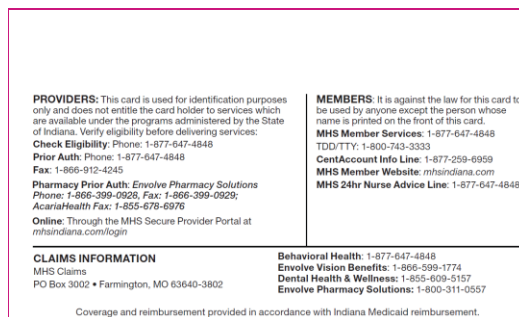 PROVIDERS: This card is used for identification purposes
only and does not entitle the card holder to services which
are available under the programs administered by the State
of Indiana. Verify eligibility before delivering services:
Check Eligibility: Phone: 1-877-647-4848
Prior Auth: Phone: 1-877-647-4848
Fax: 1-866-912-4245
Pharmacy Prior Auth: Envolve Pharmacy Solutions
Phone: 1-866-399-0928, Fax: 1-866-399-0929;
AcariaHealth Fax: 1-855-678-6976
Online: Through the MHS Secure Provider Portal at
mhsindiana.com/login
MEMBERS: It is against the law for this card to
be used by anyone except the person whose
name is printed on the front of this card.
MHS Member Services: 1-877-647-4848
TDD/TTY: 1-800-743-3333
CentAccount Info Line: 1-877-259-6959
MHS Member Website: mhsindiana.com
MHS 24hr Nurse Advice Line: 1-877-647-4848
CLAIMS INFORMATION
MHS Claims
PO Box 3002 • Farmington, MO 63640-3802
Behavioral Health: 1-877-647-4848
Envolve Vision Benefits: 1-866-599-1774
Dental Health & Wellness: 1-855-609-5157
Envolve Pharmacy Solutions: 1-800-311-0557
Coverage and reimbursement provided in accordance with Indiana Medicaid reimbursement.